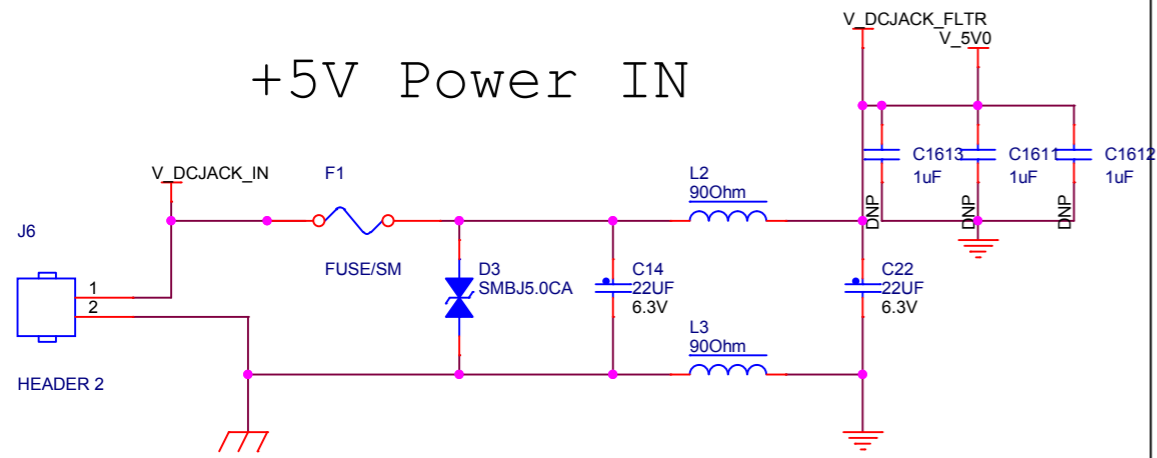 V_DCJACK_FLTR
V_5V0
+5V Power IN
C1613
1uF
DNP
C1611
1uF
DNP
C1612
1uF
DNP
V_DCJACK_IN
F1
FUSE/SM
L2
90Ohm
J6
1
2
HEADER 2
D3
SMBJ5.0CA
C14
22UF
6.3V
C22
22UF
6.3V
L3
90Ohm